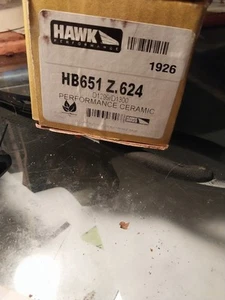 HAWK
PERFORMANCE
1926
HB651 Z.624
PERFORMANCE CERAMIC